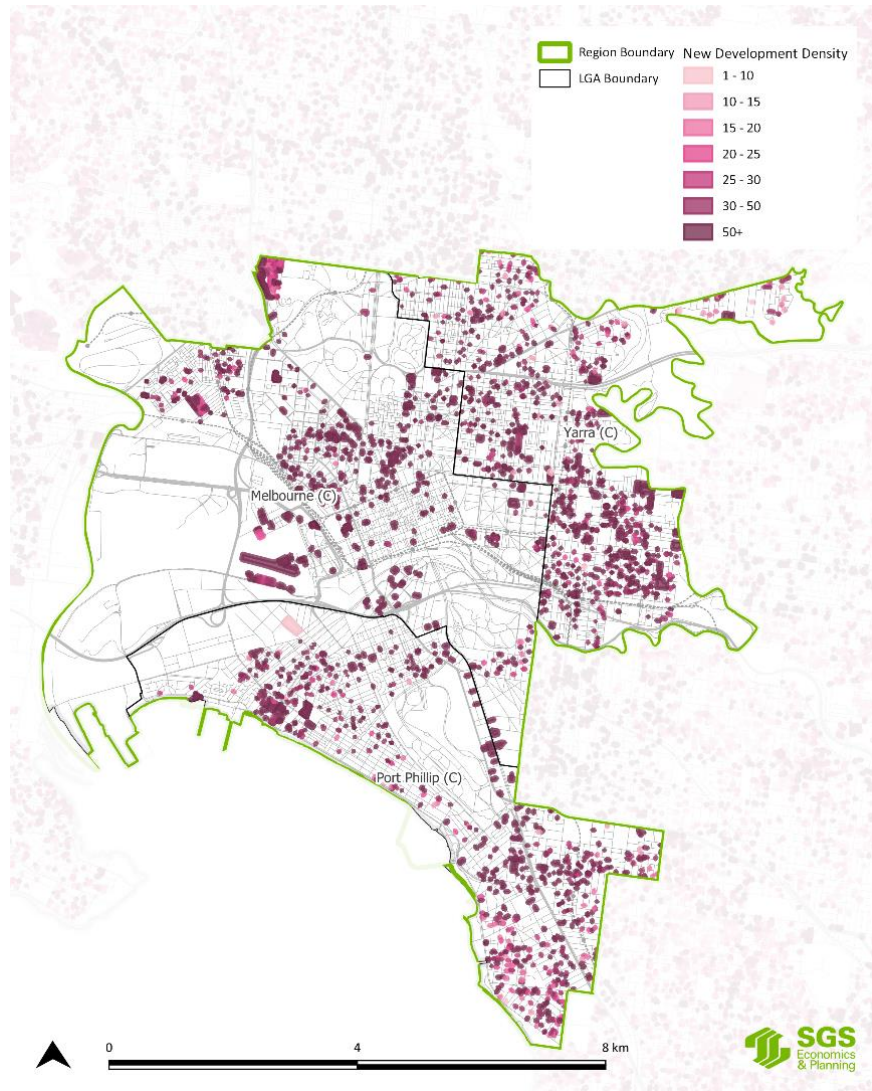 Region Boundary
LGA Boundary
New Development Density
1 - 10
10 - 15
15 - 20
20 - 25
25 - 30
30 - 50
50+
Yarra (C)
Melbourne (C)
Port Phillip (C)
0 4 8 km
SGS
Economics
& Planning